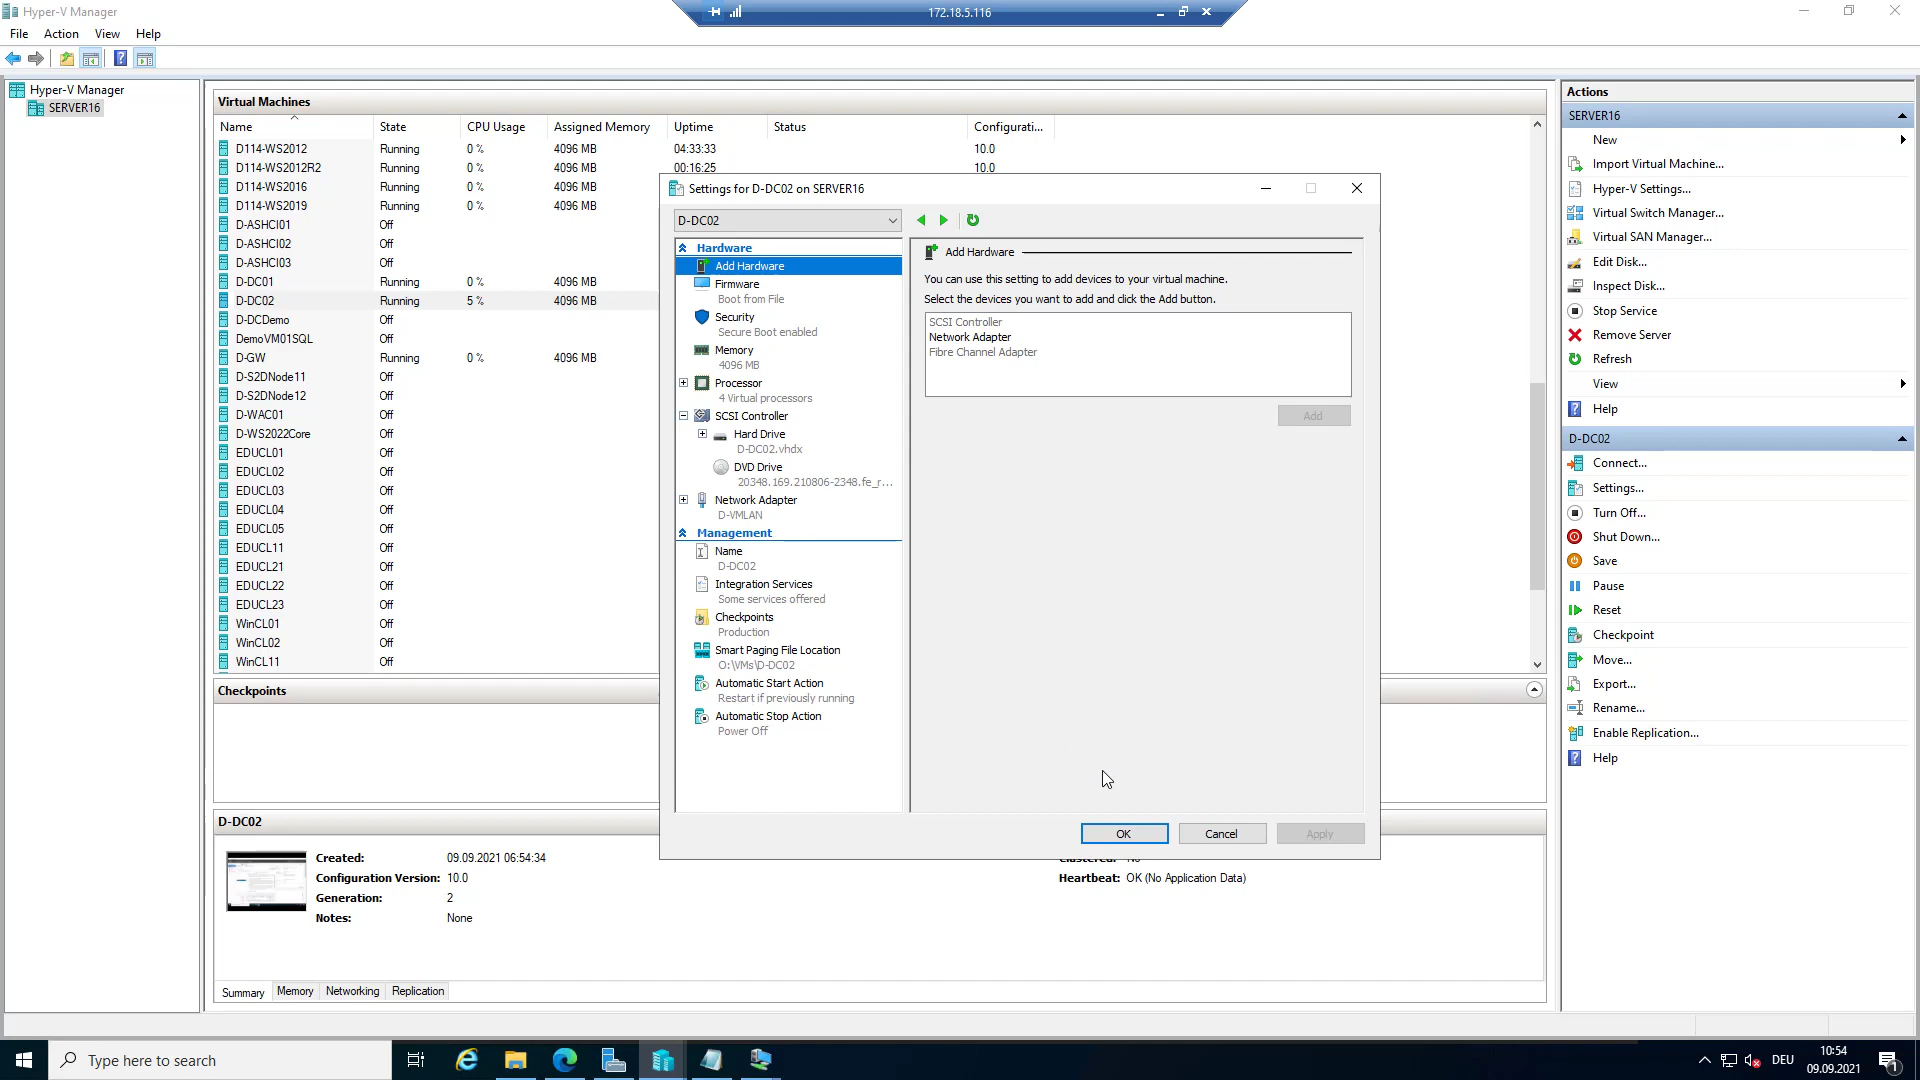 Hyper-V Manager
172.18.5.116
File Action View Help
Hyper-V Manager
SERVER16
Virtual Machines
Name State CPU Usage Assigned Memory Uptime Status Configurati...
D114-WS2012 Running 0 % 4096 MB 04:33:33 10.0
D114-WS2012R2 Running 0 % 4096 MB 00:16:25 10.0
D114-WS2016 Running 0 % 4096 MB
D114-WS2019 Running 0 % 4096 MB
D-ASHCI01 Off
D-ASHCI02 Off
D-ASHCI03 Off
D-DC01 Running 0 % 4096 MB
D-DC02 Running 5 % 4096 MB
D-DCDemo Off
DemoVM01SQL Off
D-GW Running 0 % 4096 MB
D-S2DNode11 Off
D-S2DNode12 Off
D-WAC01 Off
D-WS2022Core Off
EDUCL01 Off
EDUCL02 Off
EDUCL03 Off
EDUCL04 Off
EDUCL05 Off
EDUCL11 Off
EDUCL21 Off
EDUCL22 Off
EDUCL23 Off
WinCL01 Off
WinCL02 Off
WinCL11 Off
Checkpoints
D-DC02
Created: 09.09.2021 06:54:34
Configuration Version: 10.0
Generation: 2
Notes: None
Clustered: No
Heartbeat: OK (No Application Data)
Summary Memory Networking Replication
Settings for D-DC02 on SERVER16
D-DC02
Hardware
Add Hardware
Firmware
Boot from File
Security
Secure Boot enabled
Memory
4096 MB
Processor
4 Virtual processors
SCSI Controller
Hard Drive
D-DC02.vhdx
DVD Drive
20348.169.210806-2348.fe_r...
Network Adapter
D-VMLAN
Management
Name
D-DC02
Integration Services
Some services offered
Checkpoints
Production
Smart Paging File Location
O:\VMs\D-DC02
Automatic Start Action
Restart if previously running
Automatic Stop Action
Power Off
Add Hardware
You can use this setting to add devices to your virtual machine.
Select the devices you want to add and click the Add button.
SCSI Controller
Network Adapter
Fibre Channel Adapter
Add
OK Cancel Apply
Actions
SERVER16
New
Import Virtual Machine...
Hyper-V Settings...
Virtual Switch Manager...
Virtual SAN Manager...
Edit Disk...
Inspect Disk...
Stop Service
Remove Server
Refresh
View
Help
D-DC02
Connect...
Settings...
Turn Off...
Shut Down...
Save
Pause
Reset
Checkpoint
Move...
Export...
Rename...
Enable Replication...
Help
Type here to search
DEU
10:54
09.09.2021
1